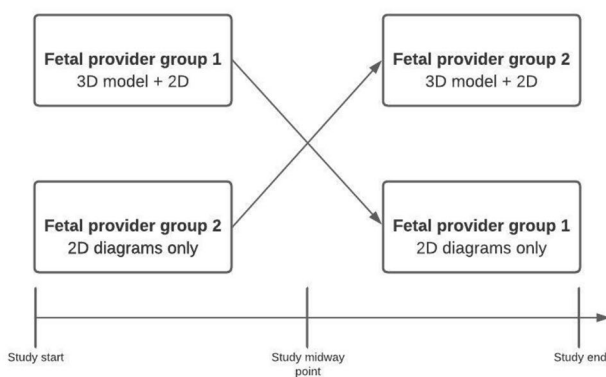 Fetal provider group 1
3D model + 2D
Fetal provider group 2
3D model + 2D
Fetal provider group 2
2D diagrams only
Fetal provider group 1
2D diagrams only
Study start
Study midway
point
Study end